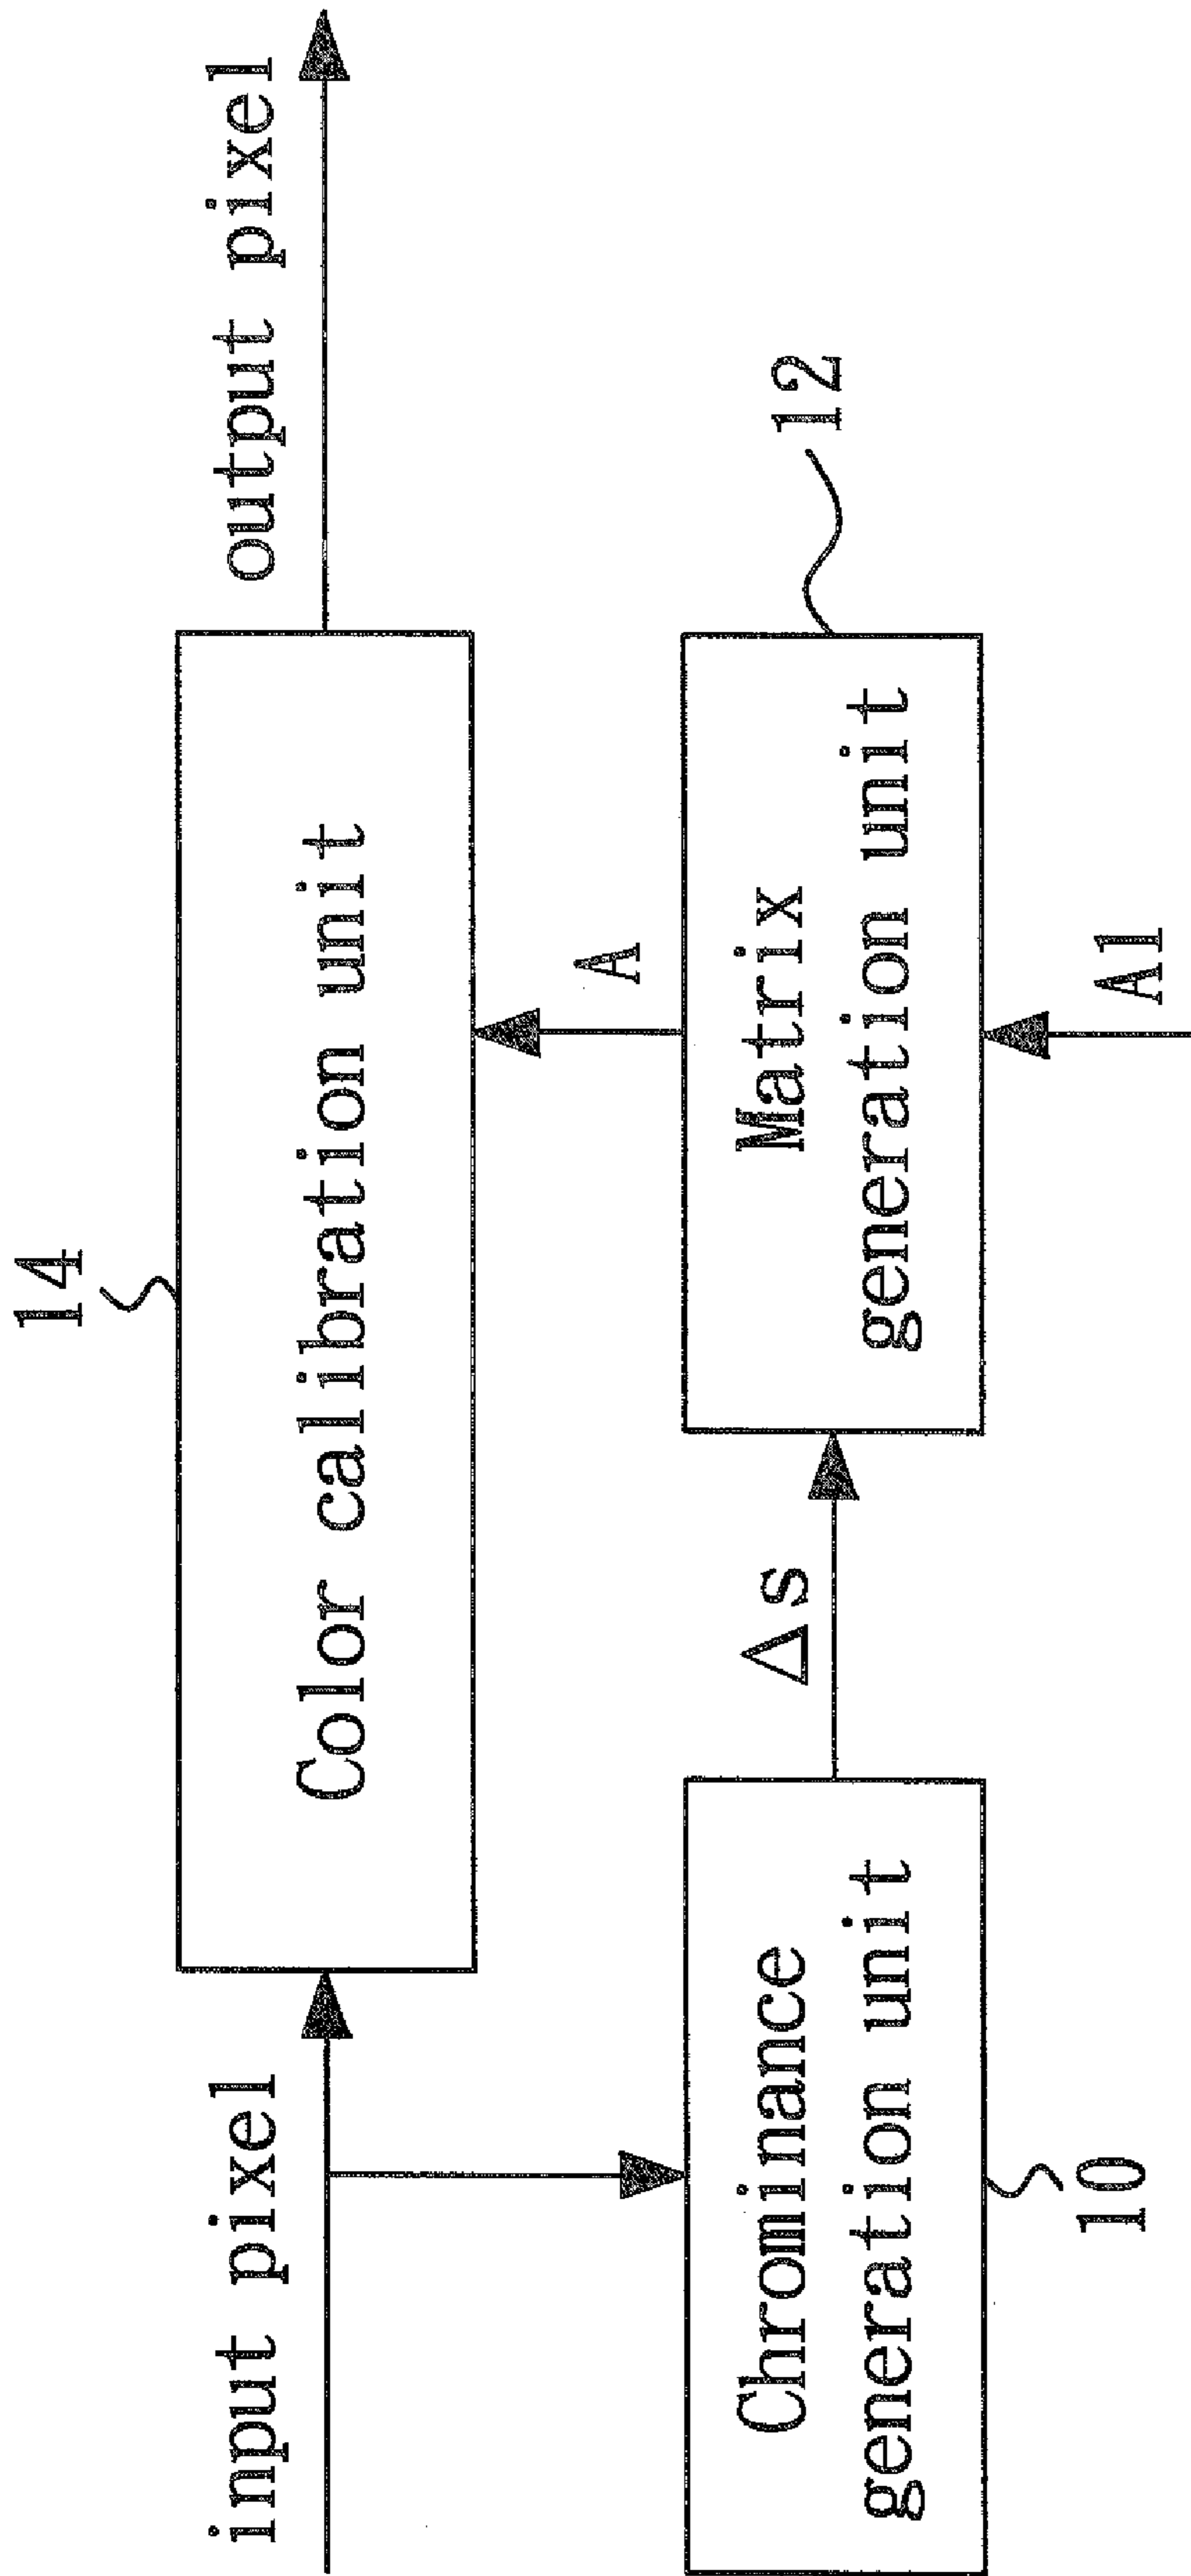 14
input pixel
Color calibration unit
output pixel
A
Chrominance
generation unit
Δs
Matrix
generation unit
12
10
A1